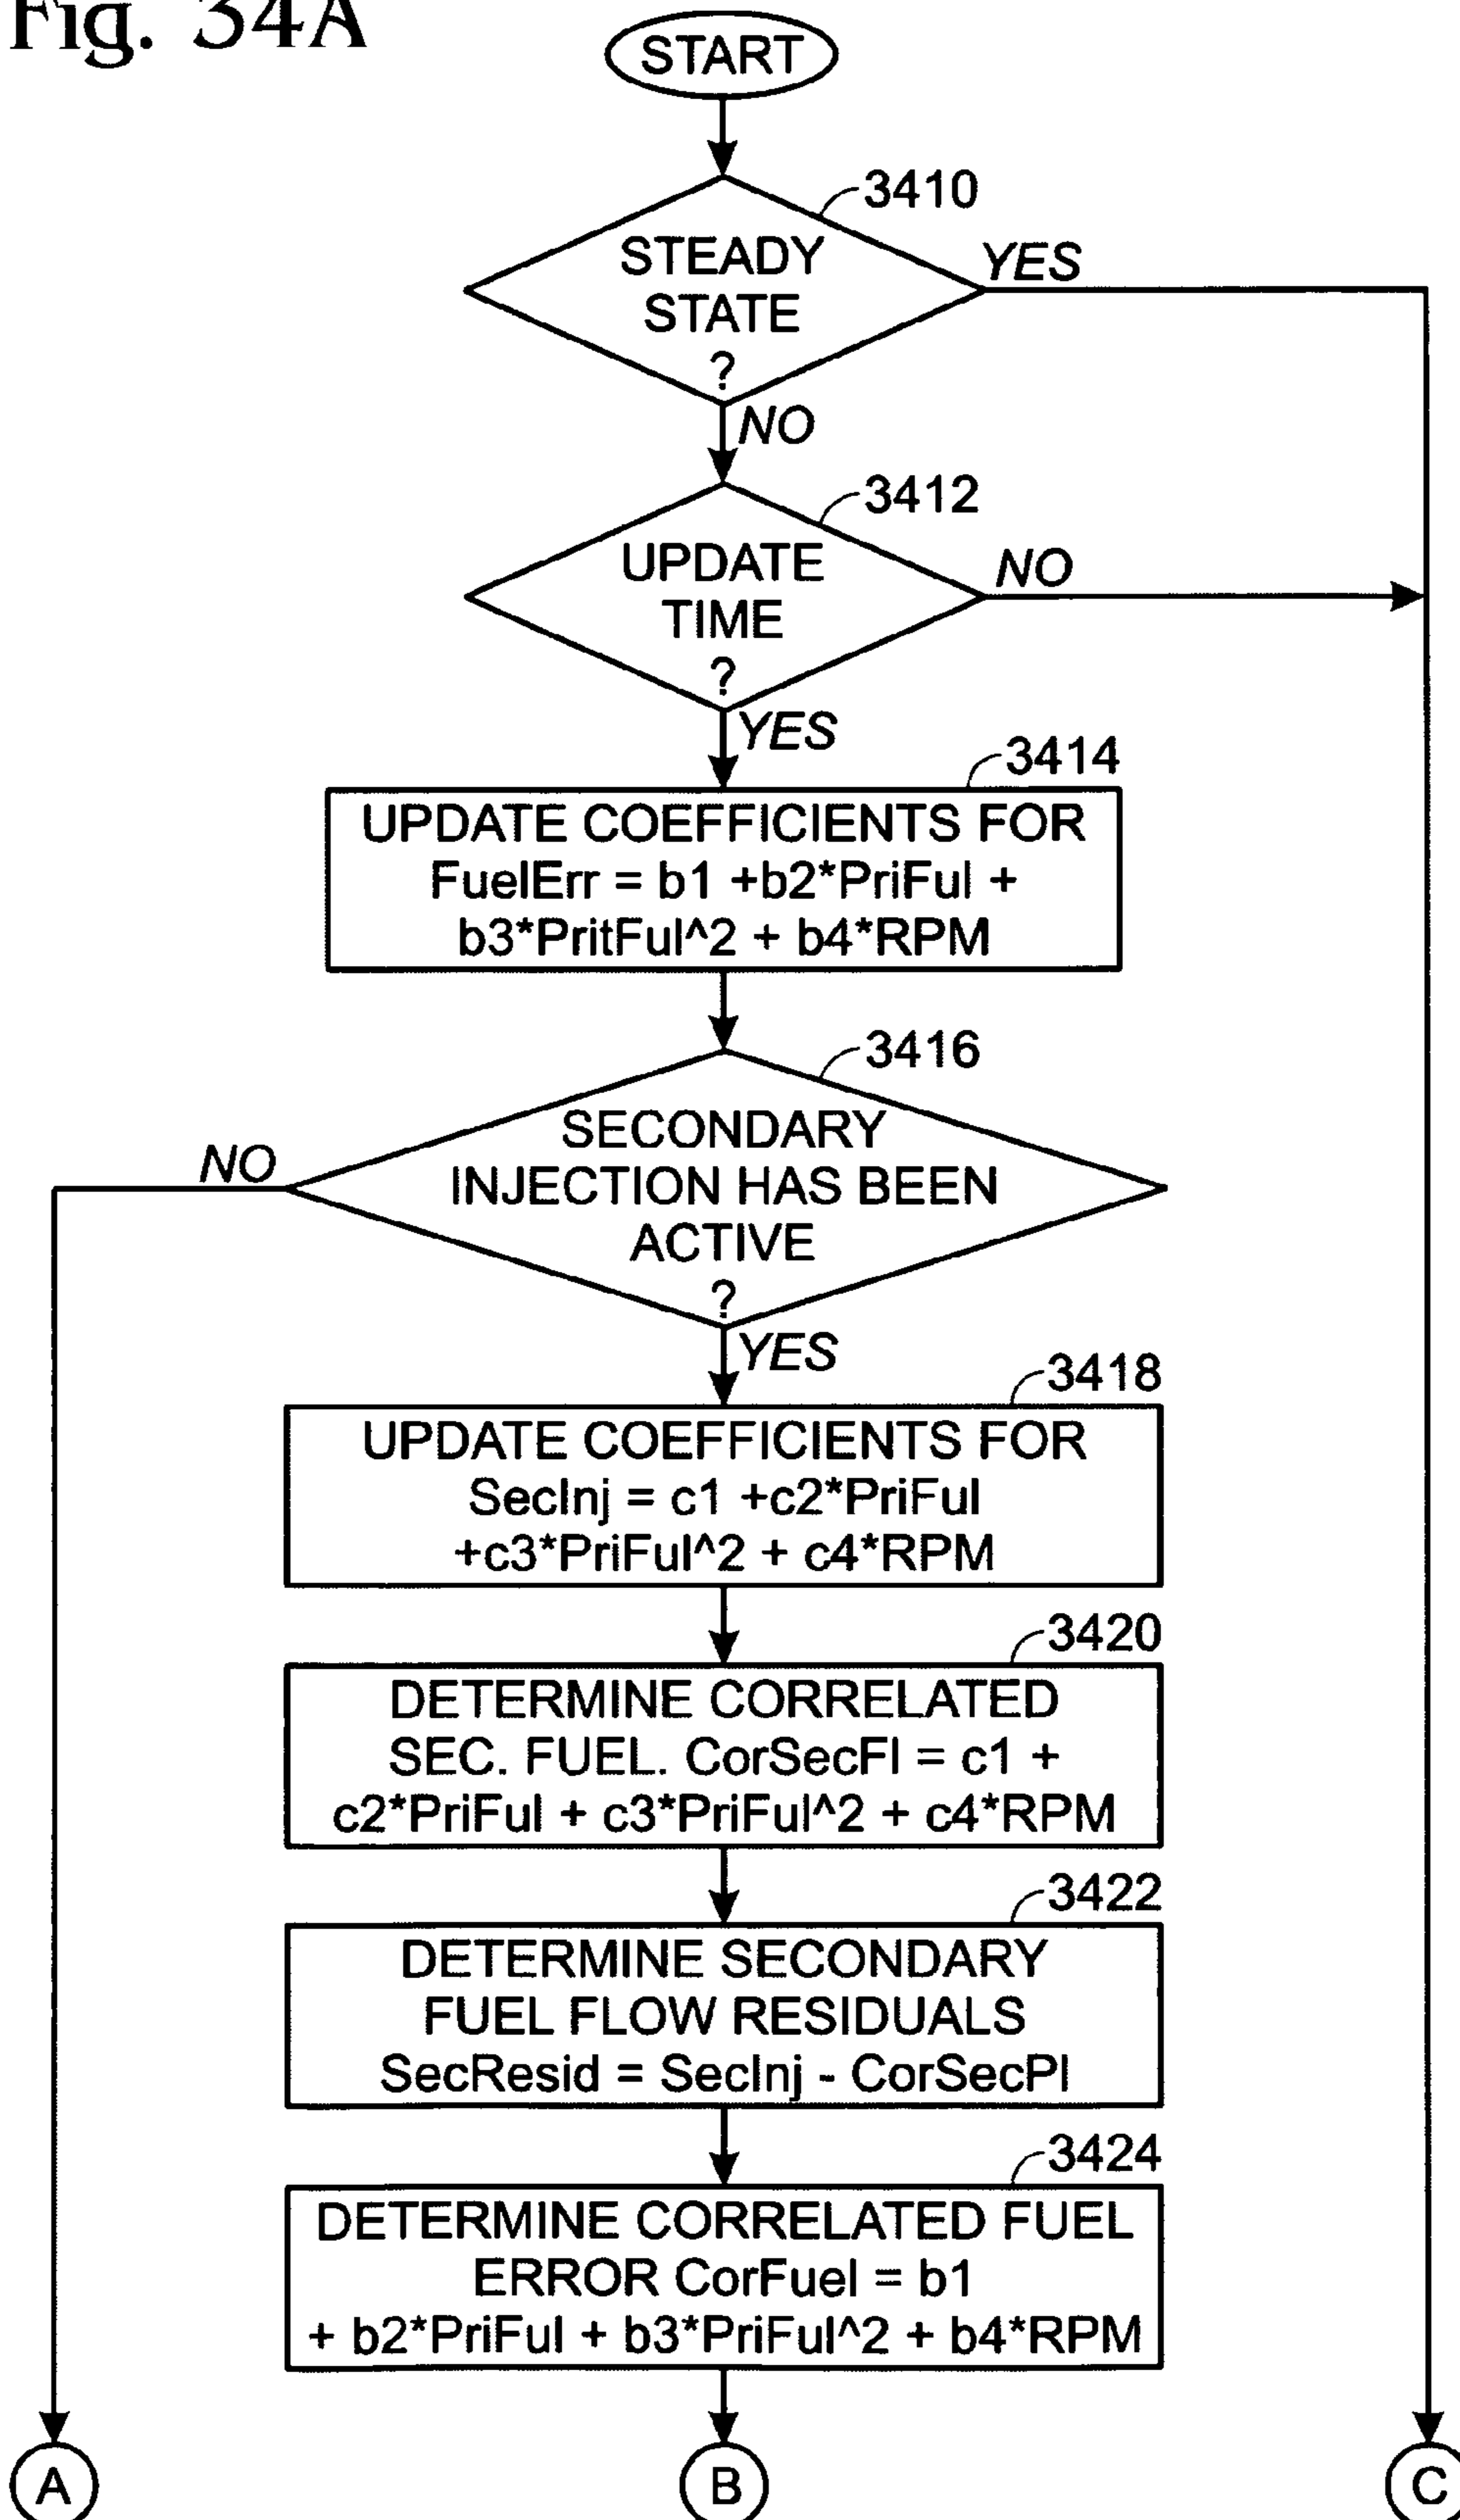 Fig. 34A
START
3410
STEADY
STATE
?
YES
NO
3412
UPDATE
TIME
?
NO
YES
3414
UPDATE COEFFICIENTS FOR
FuelErr = b1 +b2*PriFul +
b3*PritFul^2 + b4*RPM
3416
SECONDARY
INJECTION HAS BEEN
ACTIVE
?
NO
YES
3418
UPDATE COEFFICIENTS FOR
SecInj = c1 +c2*PriFul
+c3*PriFul^2 + c4*RPM
3420
DETERMINE CORRELATED
SEC. FUEL. CorSecFl = c1 +
c2*PriFul + c3*PriFul^2 + c4*RPM
3422
DETERMINE SECONDARY
FUEL FLOW RESIDUALS
SecResid = SecInj - CorSecPl
3424
DETERMINE CORRELATED FUEL
ERROR CorFuel = b1
+ b2*PriFul + b3*PriFul^2 + b4*RPM
A
B
C